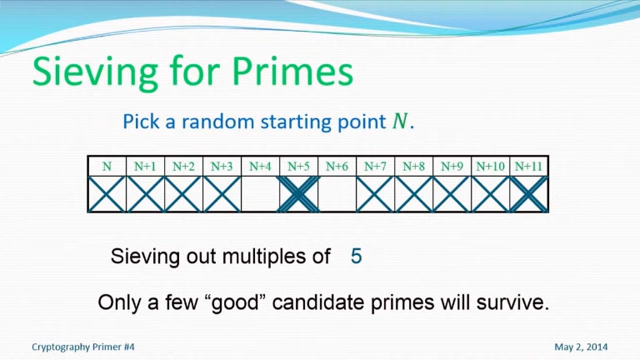 Sieving for Primes
Pick a random starting point N.
N N+1 N+2 N+3 N+4 N+5 N+6 N+7 N+8 N+9 N+10 N+11
Sieving out multiples of 5
Only a few “good” candidate primes will survive.
Cryptography Primer #4 May 2, 2014